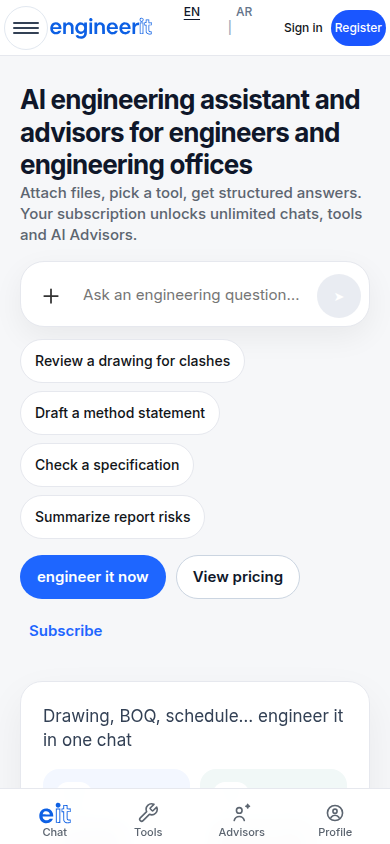 engineerit
EN | AR
Sign in
Register
AI engineering assistant and
advisors for engineers and
engineering offices
Attach files, pick a tool, get structured answers.
Your subscription unlocks unlimited chats, tools
and AI Advisors.
Ask an engineering question...
Review a drawing for clashes
Draft a method statement
Check a specification
Summarize report risks
engineer it now
View pricing
Subscribe
Drawing, BOQ, schedule... engineer it
in one chat
eit
Chat
Tools
Advisors
Profile